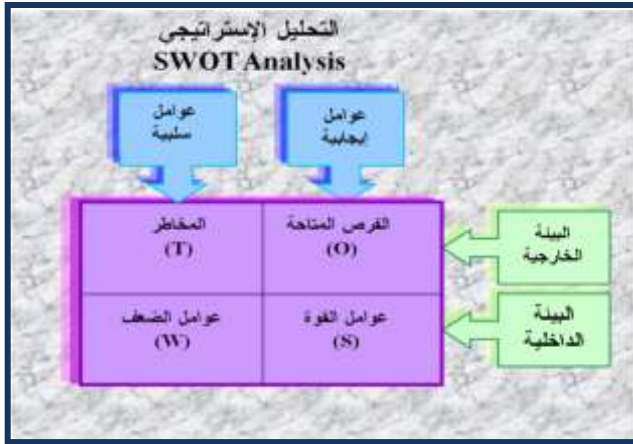 التحليل الإستراتيجى
SWOT Analysis
عوامل
إيجابية
عوامل
سلبية
البيئة
الخارجية
الفرص المتاحة
(O)
المخاطر
(T)
البيئة
الداخلية
عوامل القوة
(S)
عوامل الضعف
(W)